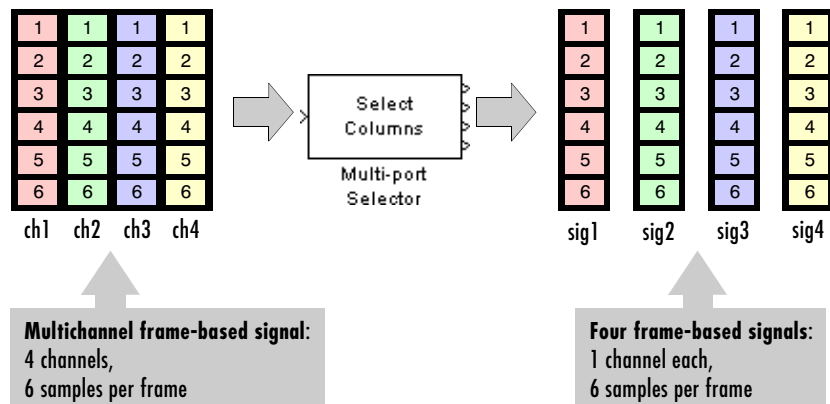 1 1 1 1 1 1 1 1
2 2 2 2 2 2 2 2
3 3 3 3 3 3 3 3
4 4 4 4 4 4 4 4
5 5 5 5 5 5 5 5
6 6 6 6 6 6 6 6
Select
Columns
Multi-port
Selector
ch1 ch2 ch3 ch4
sig1 sig2 sig3 sig4
Multichannel frame-based signal:
4 channels,
6 samples per frame
Four frame-based signals:
1 channel each,
6 samples per frame